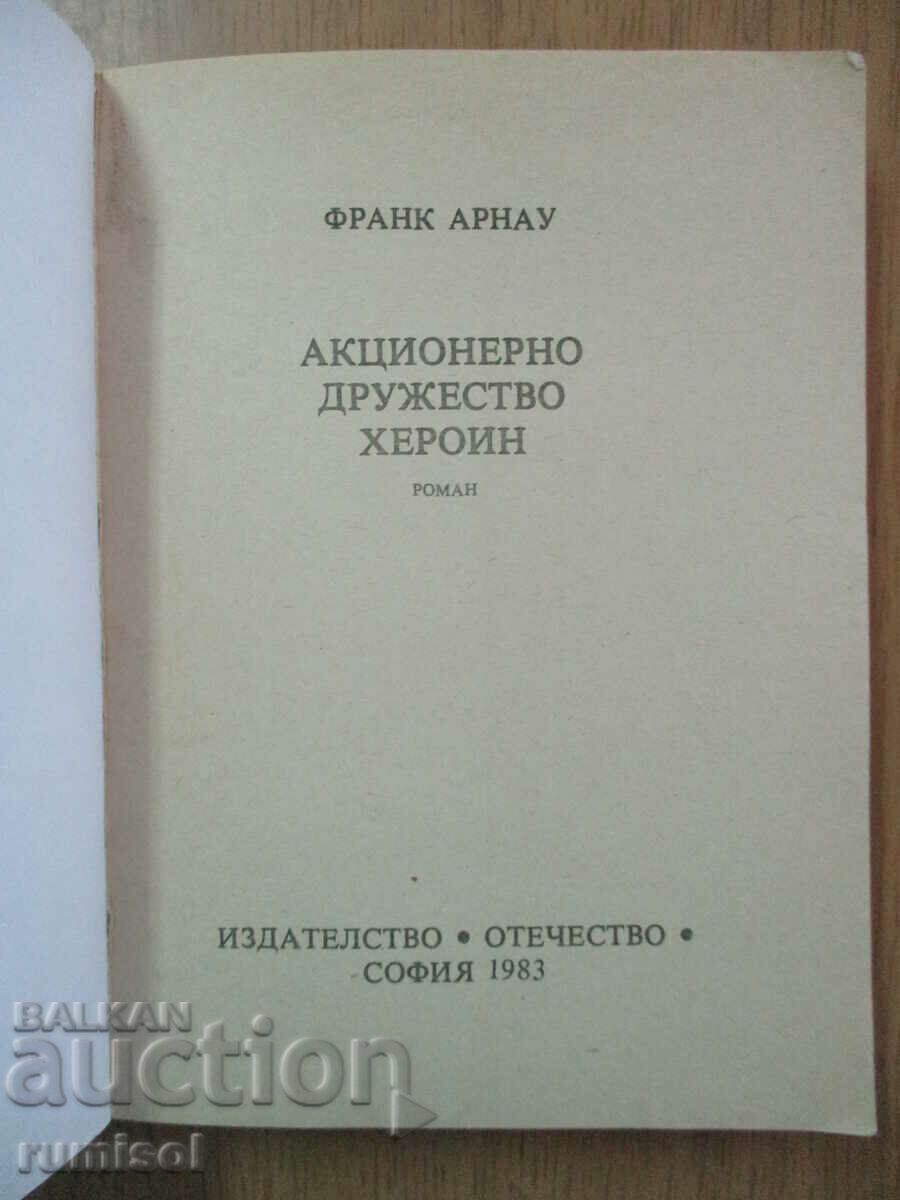 ФРАНК АРНАУ
АКЦИОНЕРНО
ДРУЖЕСТВО
ХЕРОИН
РОМАН
ИЗДАТЕЛСТВО • ОТЕЧЕСТВО •
СОФИЯ 1983
BALKAN
auction
rumisol